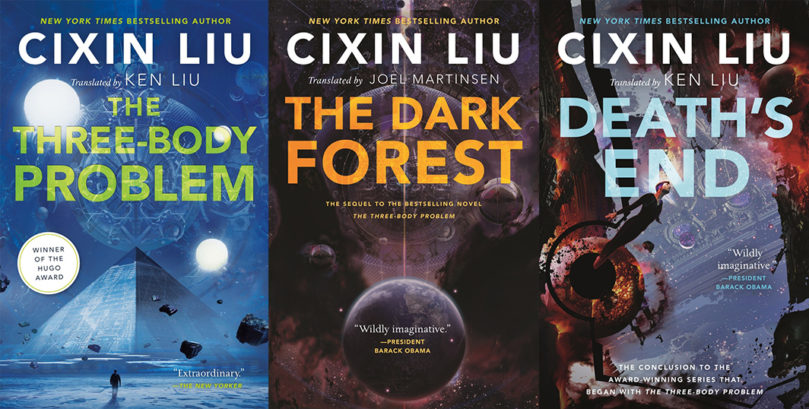 NEW YORK TIMES BESTSELLING AUTHOR
CIXIN LIU
Translated by KEN LIU
THE
THREE-BODY
PROBLEM
WINNER
OF THE
HUGO
AWARD
“Extraordinary.”
—THE NEW YORKER
NEW YORK TIMES BESTSELLING AUTHOR
CIXIN LIU
Translated by JOEL MARTINSEN
THE DARK
FOREST
THE SEQUEL TO THE BESTSELLING NOVEL
THE THREE-BODY PROBLEM
“Wildly imaginative.”
—PRESIDENT
BARACK OBAMA
NEW YORK TIMES BESTSELLING AUTHOR
CIXIN LIU
Translated by KEN LIU
DEATH’S
END
“Wildly
imaginative.”
—PRESIDENT
BARACK OBAMA
THE CONCLUSION TO THE
AWARD-WINNING SERIES THAT
BEGAN WITH THE THREE-BODY PROBLEM